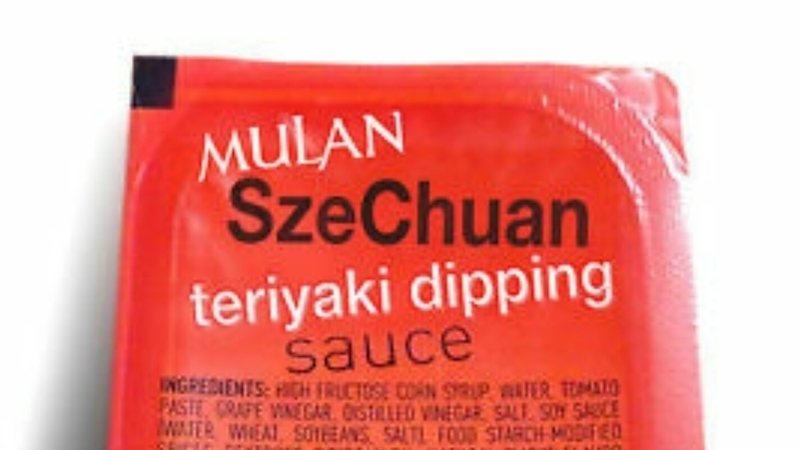 MULAN
SzeChuan
teriyaki dipping
sauce
INGREDIENTS: HIGH FRUCTOSE CORN SYRUP, WATER, TOMATO
PASTE, GRAPE VINEGAR, DISTILLED VINEGAR, SALT, SOY SAUCE
(WATER, WHEAT, SOYBEANS, SALT), FOOD STARCH-MODIFIED